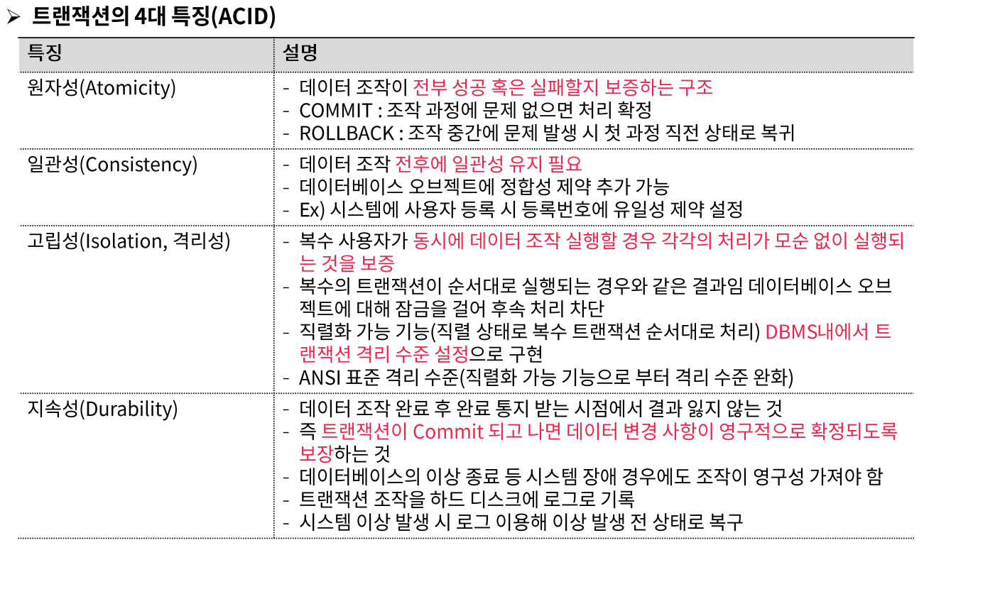 ➢ 트랜잭션의 4대 특징(ACID)
특징
설명
원자성(Atomicity)
- 데이터 조작이 전부 성공 혹은 실패할지 보증하는 구조
- COMMIT : 조작 과정에 문제 없으면 처리 확정
- ROLLBACK : 조작 중간에 문제 발생 시 첫 과정 직전 상태로 복귀
일관성(Consistency)
- 데이터 조작 전후에 일관성 유지 필요
- 데이터베이스 오브젝트에 정합성 제약 추가 가능
- Ex) 시스템에 사용자 등록 시 등록번호에 유일성 제약 설정
고립성(Isolation, 격리성)
- 복수 사용자가 동시에 데이터 조작 실행할 경우 각각의 처리가 모순 없이 실행되
는 것을 보증
- 복수의 트랜잭션이 순서대로 실행되는 경우와 같은 결과임 데이터베이스 오브
젝트에 대해 잠금을 걸어 후속 처리 차단
- 직렬화 가능 기능(직렬 상태로 복수 트랜잭션 순서대로 처리) DBMS내에서 트
랜잭션 격리 수준 설정으로 구현
- ANSI 표준 격리 수준(직렬화 가능 기능으로 부터 격리 수준 완화)
지속성(Durability)
- 데이터 조작 완료 후 완료 통지 받는 시점에서 결과 잃지 않는 것
- 즉 트랜잭션이 Commit 되고 나면 데이터 변경 사항이 영구적으로 확정되도록
보장하는 것
- 데이터베이스의 이상 종료 등 시스템 장애 경우에도 조작이 영구성 가져야 함
- 트랜잭션 조작을 하드 디스크에 로그로 기록
- 시스템 이상 발생 시 로그 이용해 이상 발생 전 상태로 복구